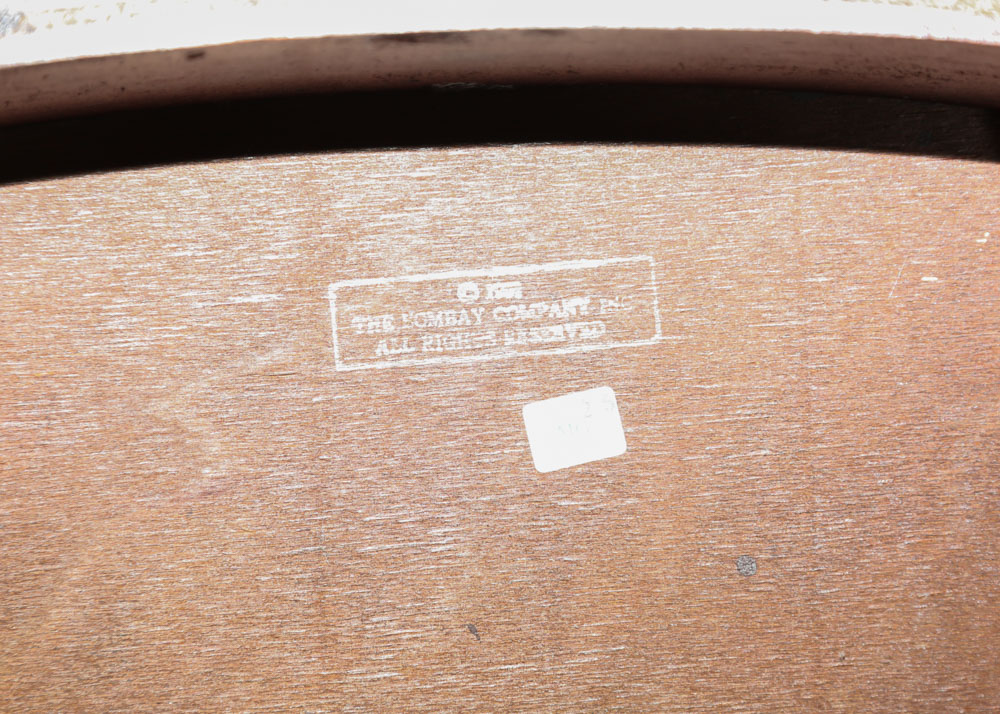 ©
THE BOMBAY COMPANY INC
ALL RIGHTS RESERVED